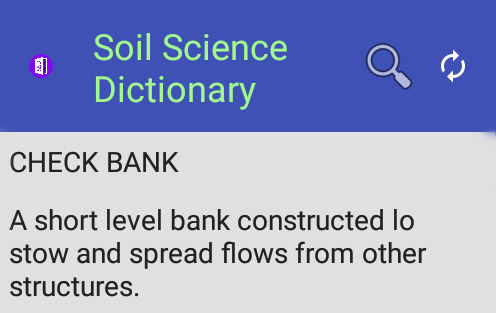 Soil Science
Dictionary
CHECK BANK
A short level bank constructed lo
stow and spread flows from other
structures.